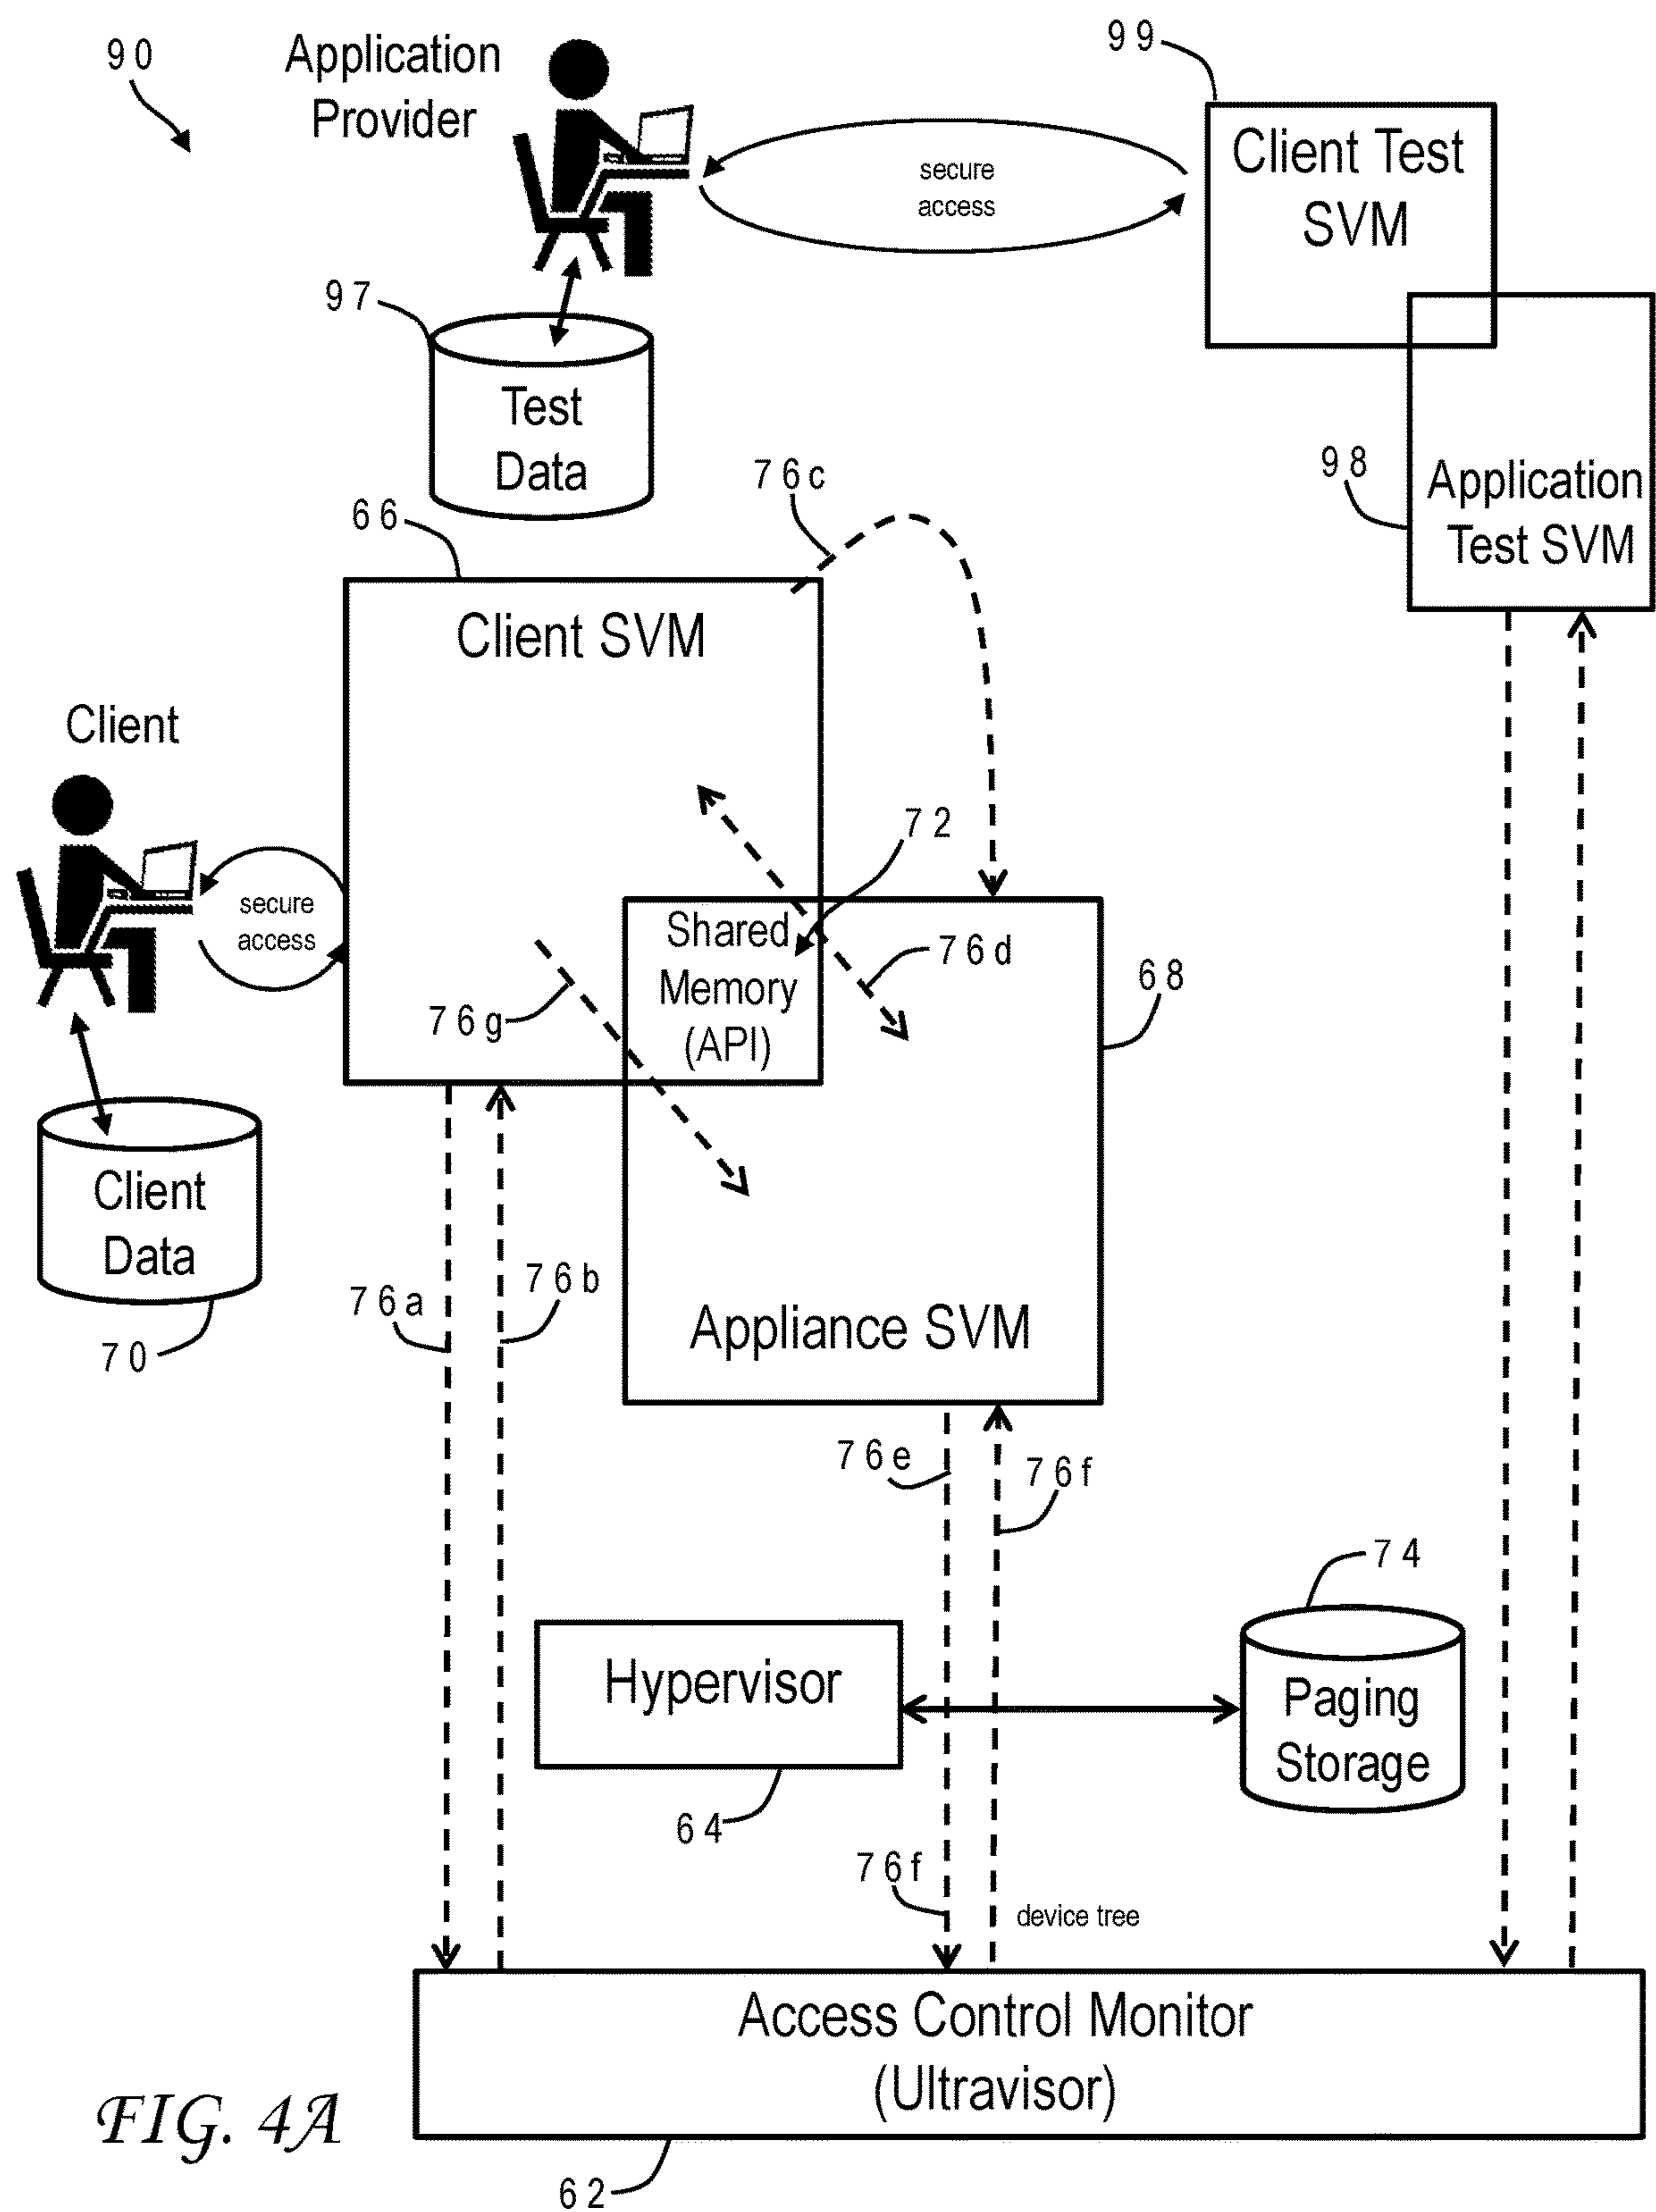 90
Application
Provider
99
Client Test
SVM
secure
access
97
Test
Data
98
Application
Test SVM
76c
66
Client SVM
Client
72
secure
access
Shared
Memory
(API)
76d
68
76g
Client
Data
70
76a
76b
Appliance SVM
76e
76f
74
Hypervisor
Paging
Storage
64
76f
device tree
Access Control Monitor
(Ultravisor)
FIG. 4A
62